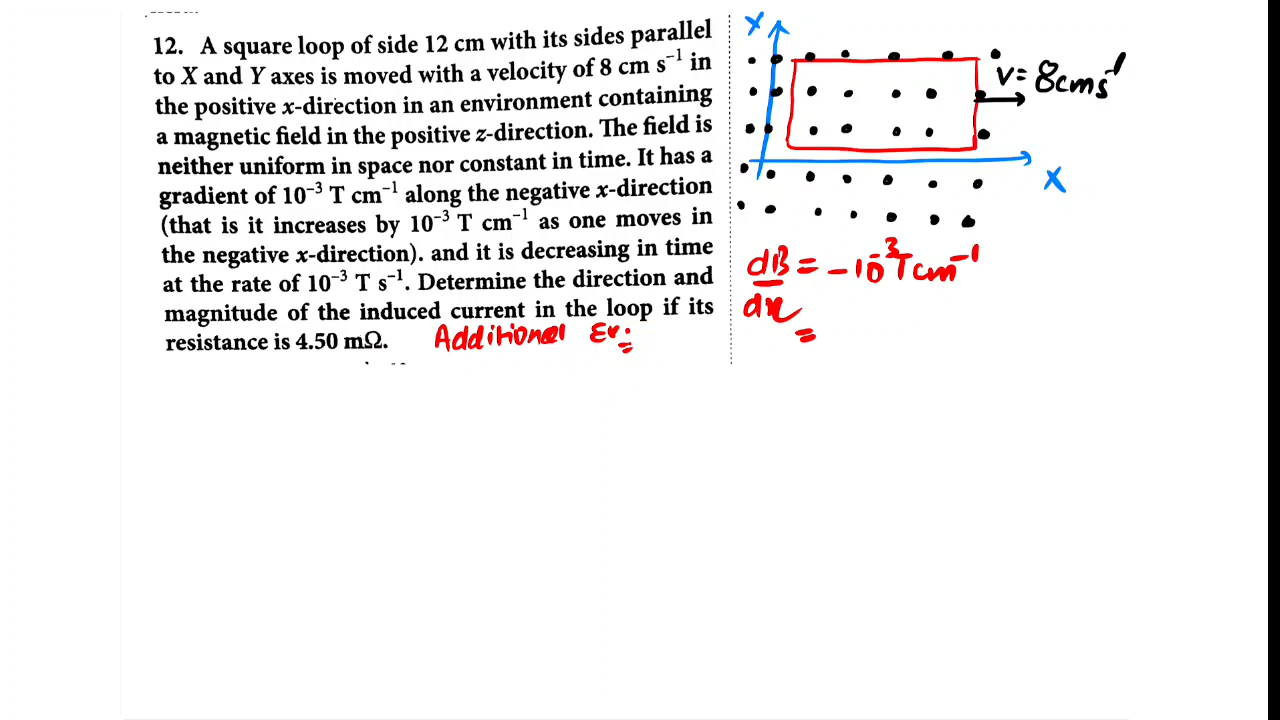 12. A square loop of side 12 cm with its sides parallel
to X and Y axes is moved with a velocity of 8 cm s⁻¹ in
the positive x-direction in an environment containing
a magnetic field in the positive z-direction. The field is
neither uniform in space nor constant in time. It has a
gradient of 10⁻³ T cm⁻¹ along the negative x-direction
(that is it increases by 10⁻³ T cm⁻¹ as one moves in
the negative x-direction). and it is decreasing in time
at the rate of 10⁻³ T s⁻¹. Determine the direction and
magnitude of the induced current in the loop if its
resistance is 4.50 mΩ.
Additional Ex:
V = 8cms⁻¹
X
dB/dx = -10⁻³Tcm⁻¹